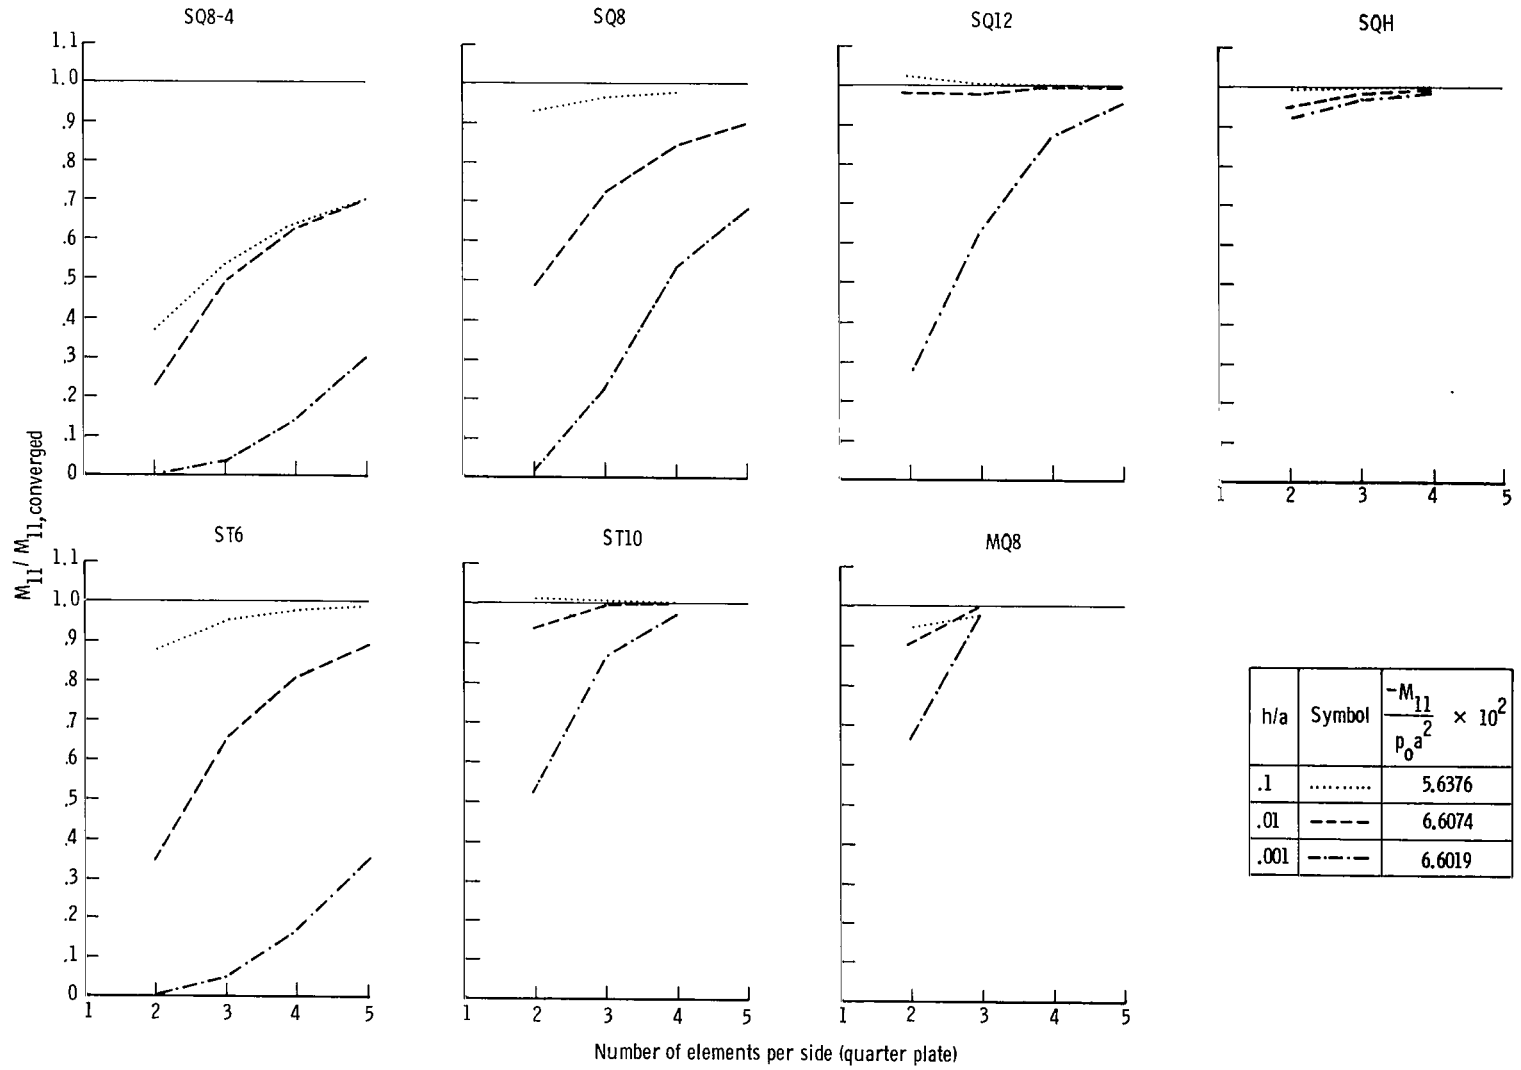 SQ8-4
SQ8
SQ12
SQH
1.1
1.0
.9
.8
.7
.6
.5
.4
.3
.2
.1
0
1 2 3 4 5
M11/ M11, converged
ST6
ST10
MQ8
1.1
1.0
.9
.8
.7
.6
.5
.4
.3
.2
.1
0
1 2 3 4 5
1 2 3 4 5
1 2 3 4 5
Number of elements per side (quarter plate)
h/a Symbol -M11/p0a² × 10²
.1 5.6376
.01 6.6074
.001 6.6019